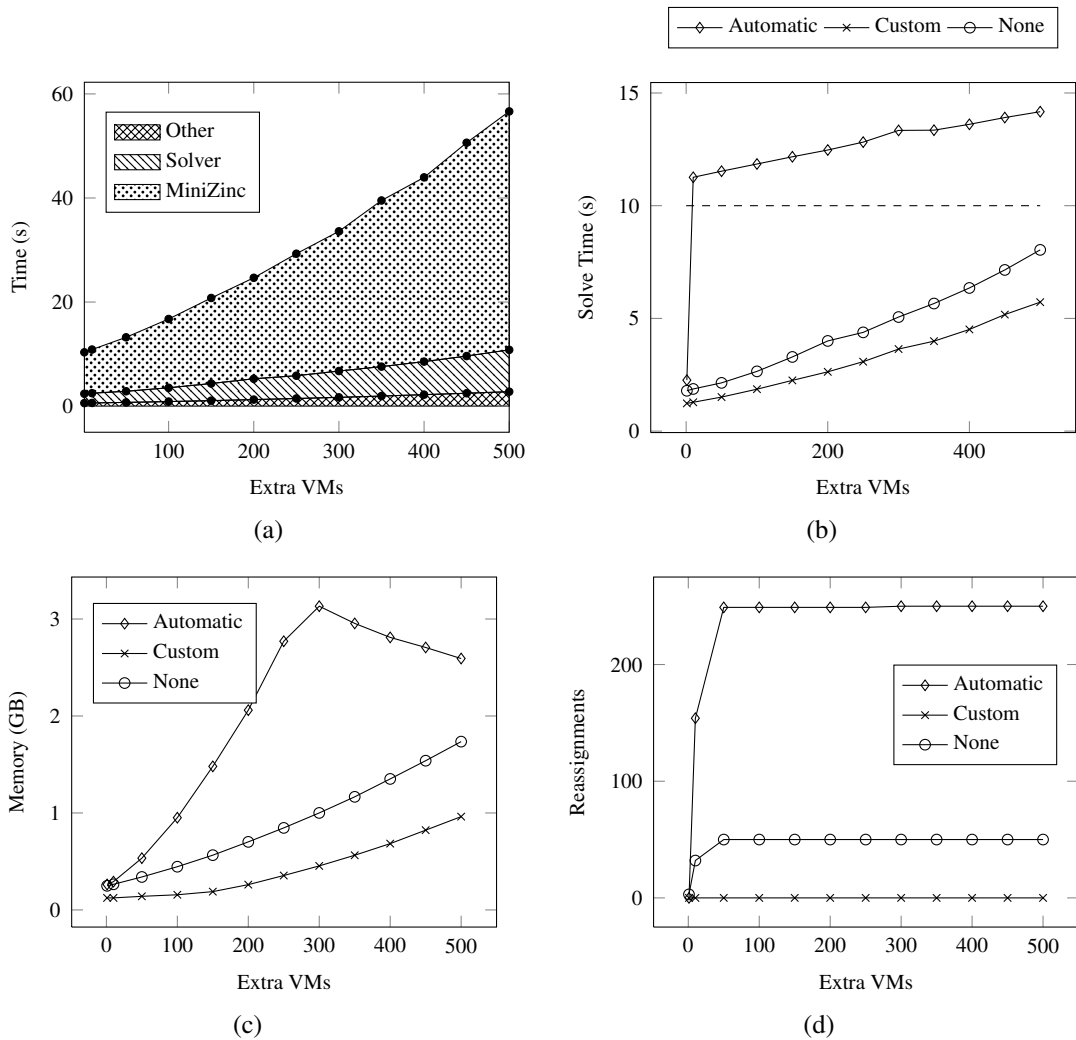 Automatic Custom None
60
40
20
0
Time (s)
Other
Solver
MiniZinc
100 200 300 400 500
Extra VMs
(a)
15
10
5
0
Solve Time (s)
0 200 400
Extra VMs
(b)
3
2
1
0
Memory (GB)
Automatic
Custom
None
0 100 200 300 400 500
Extra VMs
(c)
200
100
0
Reassignments
Automatic
Custom
None
0 100 200 300 400 500
Extra VMs
(d)